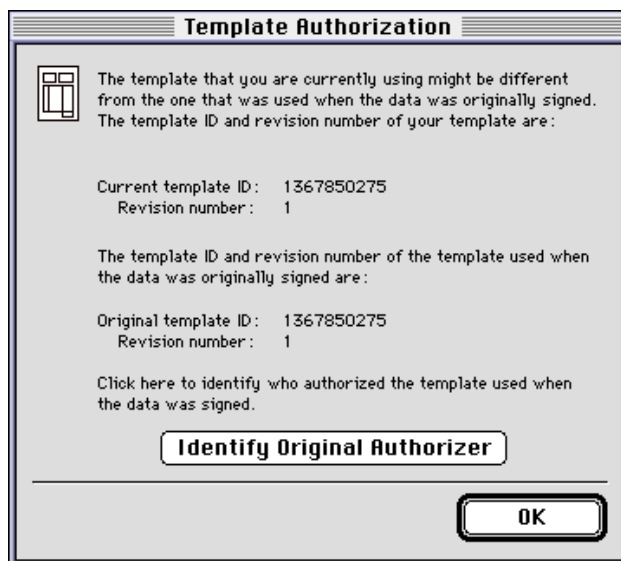 Template Authorization
The template that you are currently using might be different
from the one that was used when the data was originally signed.
The template ID and revision number of your template are:
Current template ID: 1367850275
Revision number: 1
The template ID and revision number of the template used when
the data was originally signed are:
Original template ID: 1367850275
Revision number: 1
Click here to identify who authorized the template used when
the data was signed.
Identify Original Authorizer
OK